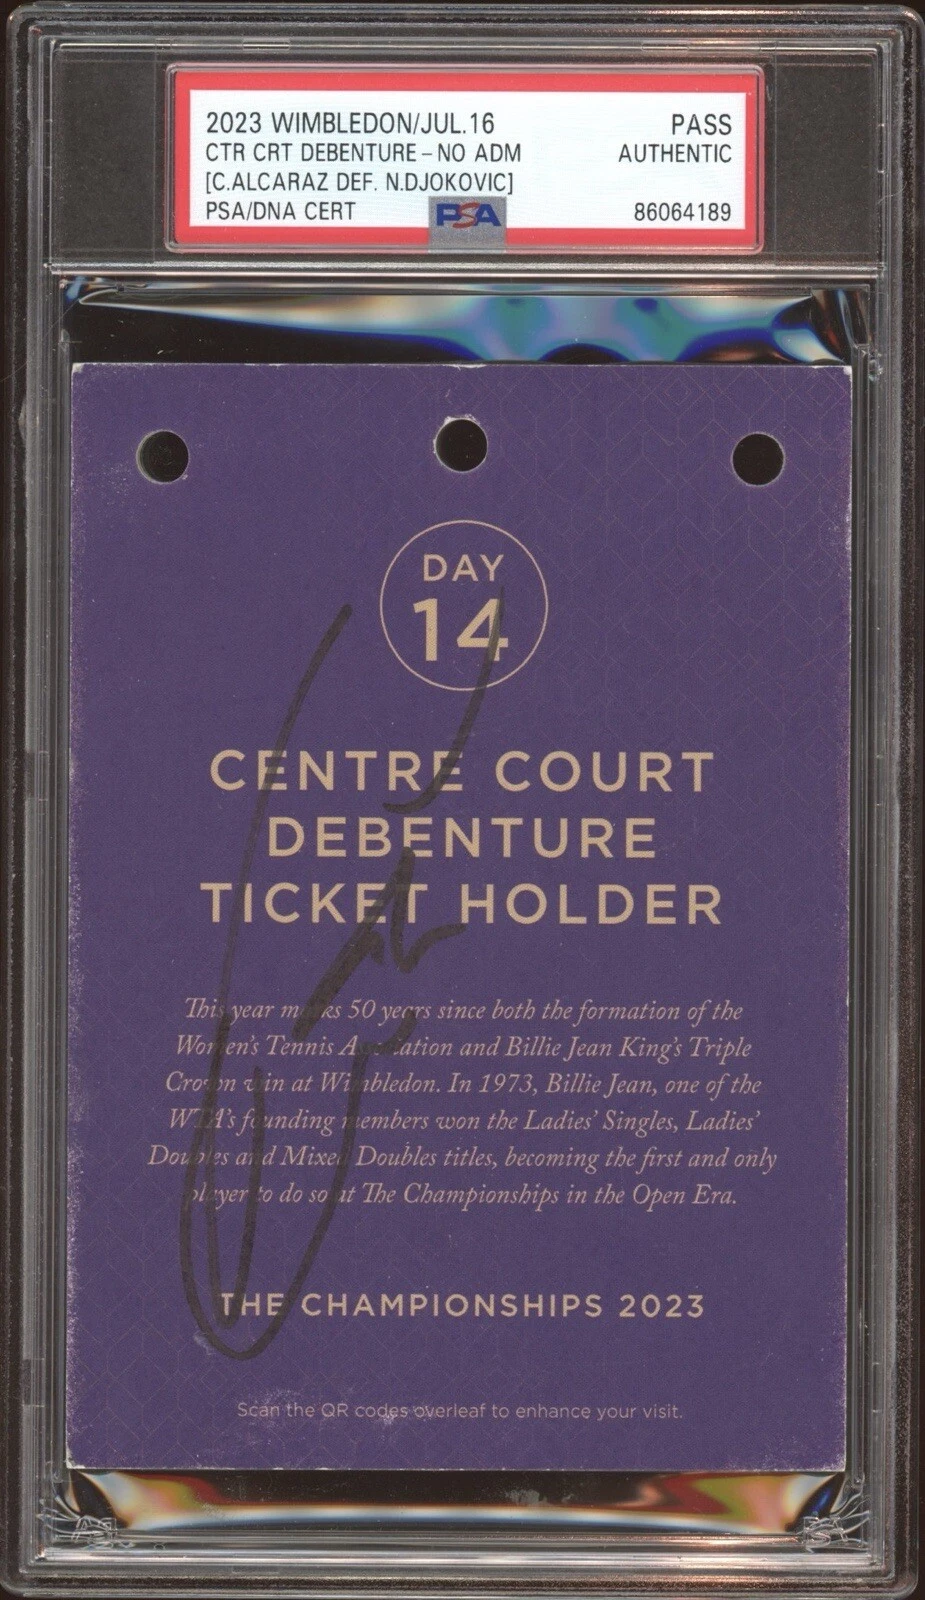 2023 WIMBLEDON/JUL.16 PASS
CTR CRT DEBENTURE - NO ADM AUTHENTIC
[C.ALCARAZ DEF. N.DJOKOVIC]
PSA/DNA CERT PSA 86064189
DAY
14
CENTRE COURT
DEBENTURE
TICKET HOLDER
This year marks 50 years since both the formation of the
Women's Tennis Association and Billie Jean King's Triple
Crown win at Wimbledon. In 1973, Billie Jean, one of the
WTA's founding members won the Ladies' Singles, Ladies'
Doubles and Mixed Doubles titles, becoming the first and only
player to do so at The Championships in the Open Era.
THE CHAMPIONSHIPS 2023
Scan the QR codes overleaf to enhance your visit.